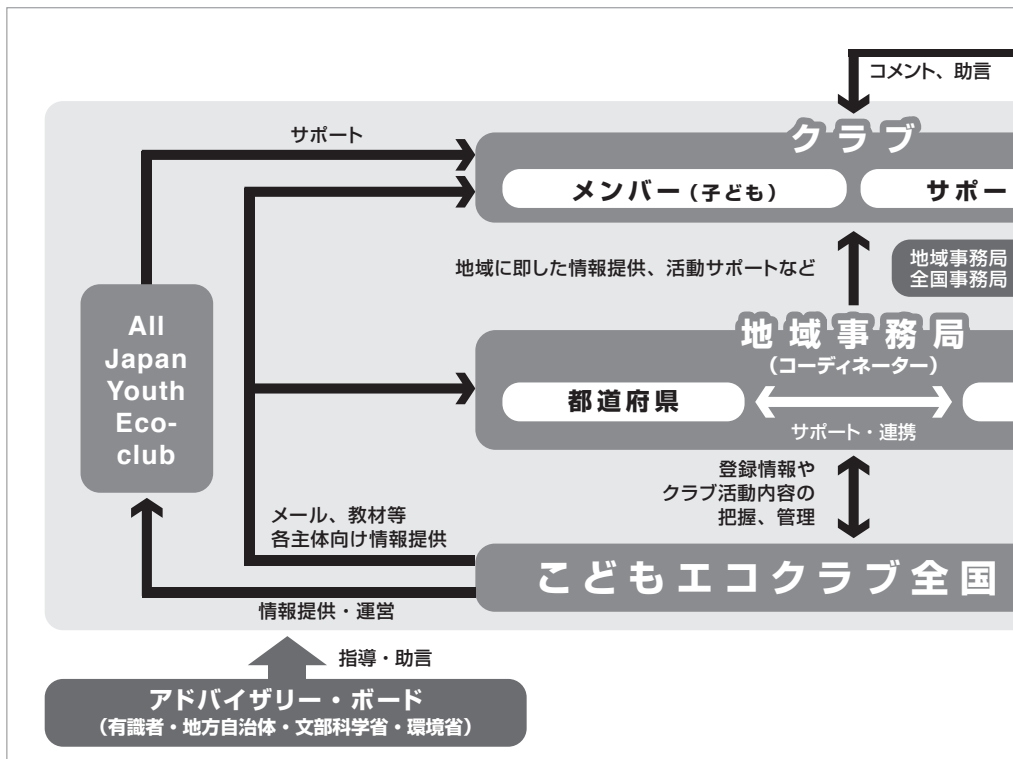 コメント、助言
サポート
クラブ
メンバー（子ども）
サポー
地域に即した情報提供、活動サポートなど
地域事務局
全国事務局
All
Japan
Youth
Eco-
club
地域事務局
（コーディネーター）
都道府県
サポート・連携
登録情報や
クラブ活動内容の
把握、管理
メール、教材等
各主体向け情報提供
こどもエコクラブ全国
情報提供・運営
指導・助言
アドバイザリー・ボード
（有識者・地方自治体・文部科学省・環境省）